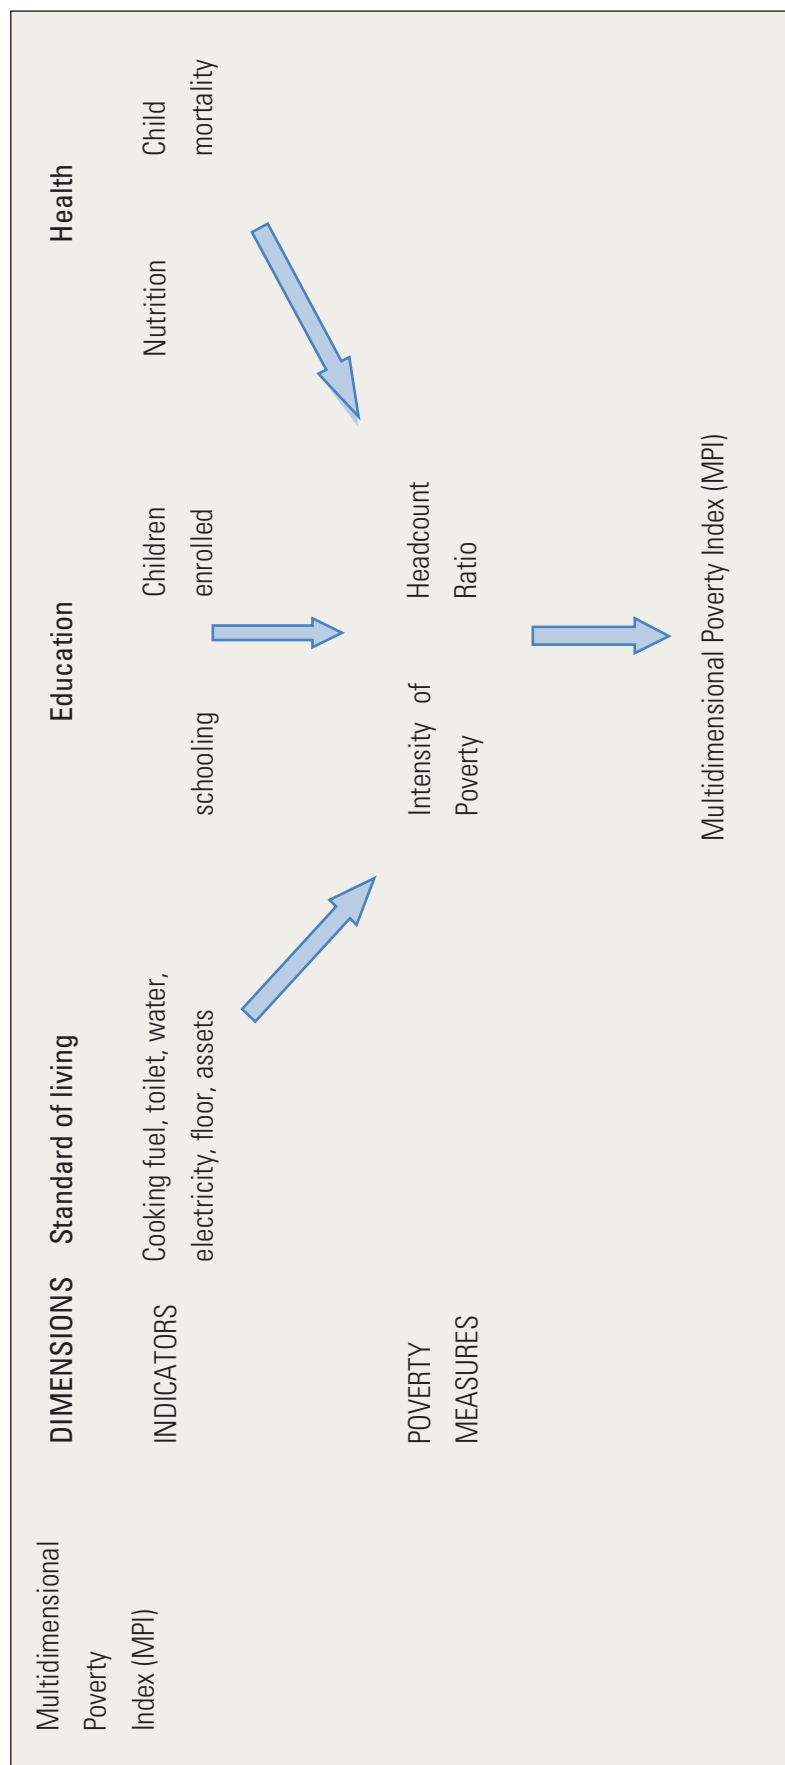 Multidimensional
Poverty
Index (MPI)
DIMENSIONS
Standard of living
Education
Health
INDICATORS
Cooking fuel, toilet, water,
electricity, floor, assets
schooling
Children
enrolled
Nutrition
Child
mortality
POVERTY
MEASURES
Intensity of
Poverty
Headcount
Ratio
Multidimensional Poverty Index (MPI)